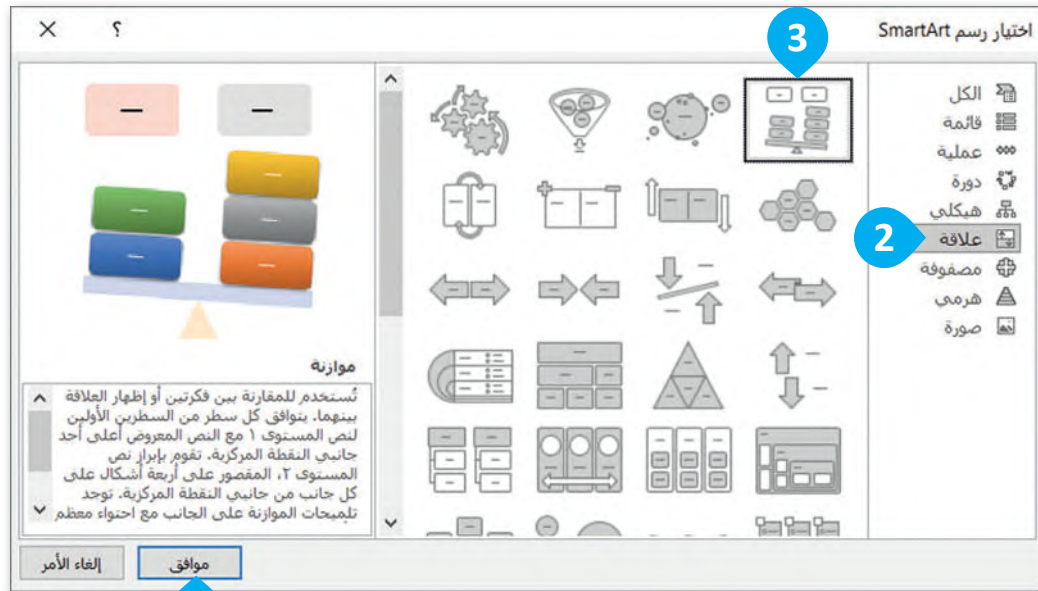 اختيار رسم SmartArt
؟
3
الكل
قائمة
عملية
دورة
هيكلي
علاقة
2
مصفوفة
هرمي
صورة
موازنة
تُستخدم للمقارنة بين فكرتين أو إظهار العلاقة
بينهما. يتوافق كل سطر من السطرين الأولين
لنص المستوى ١ مع النص المعروض أعلى أحد
جانبي النقطة المركزية. تقوم بإبراز نص
المستوى ٢، المقصور على أربعة أشكال على
كل جانب من جانبي النقطة المركزية. توجد
تلميحات الموازنة على الجانب مع احتواء معظم
موافق
إلغاء الأمر